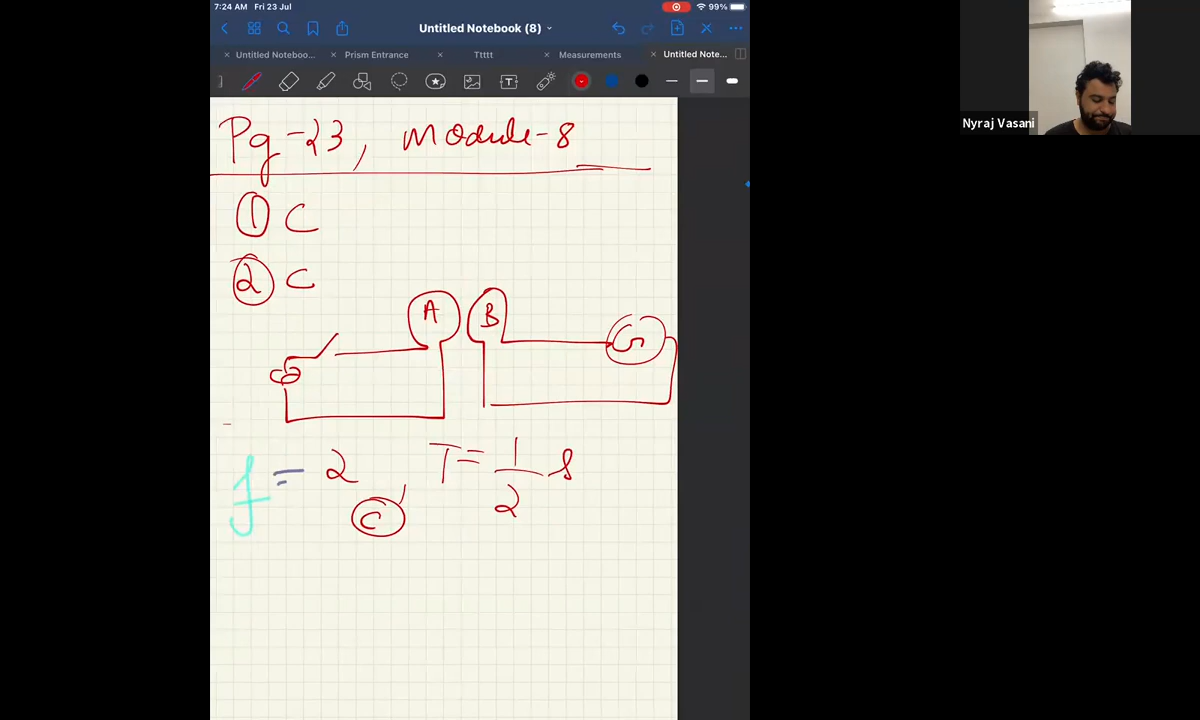 7:24 AM Fri 23 Jul
99%
Untitled Notebook (8)
Untitled Noteboo...
Prism Entrance
Ttttt
Measurements
Untitled Note...
T
Pg-23, Module-8
1 C
2 C
A B G
f = 2 T = 1/2 s
C
Nyraj Vasani